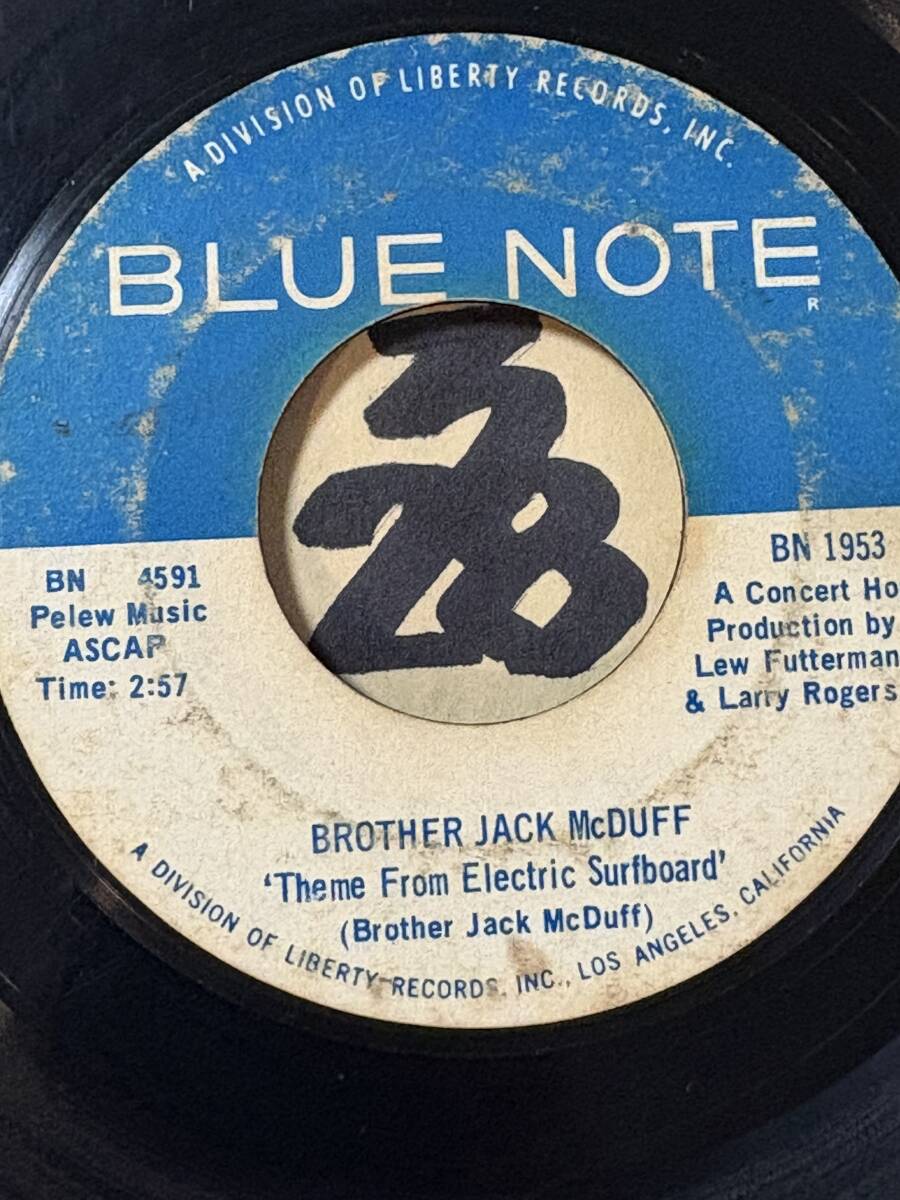 A DIVISION OF LIBERTY RECORDS, INC.
BLUE NOTE
R
BN 4591
Pelew Music
ASCAP
Time: 2:57
BN 1953
A Concert Ho
Production by
Lew Futterman
& Larry Rogers
BROTHER JACK McDUFF
'Theme From Electric Surfboard'
(Brother Jack McDuff)
A DIVISION OF LIBERTY RECORDS, INC., LOS ANGELES, CALIFORNIA